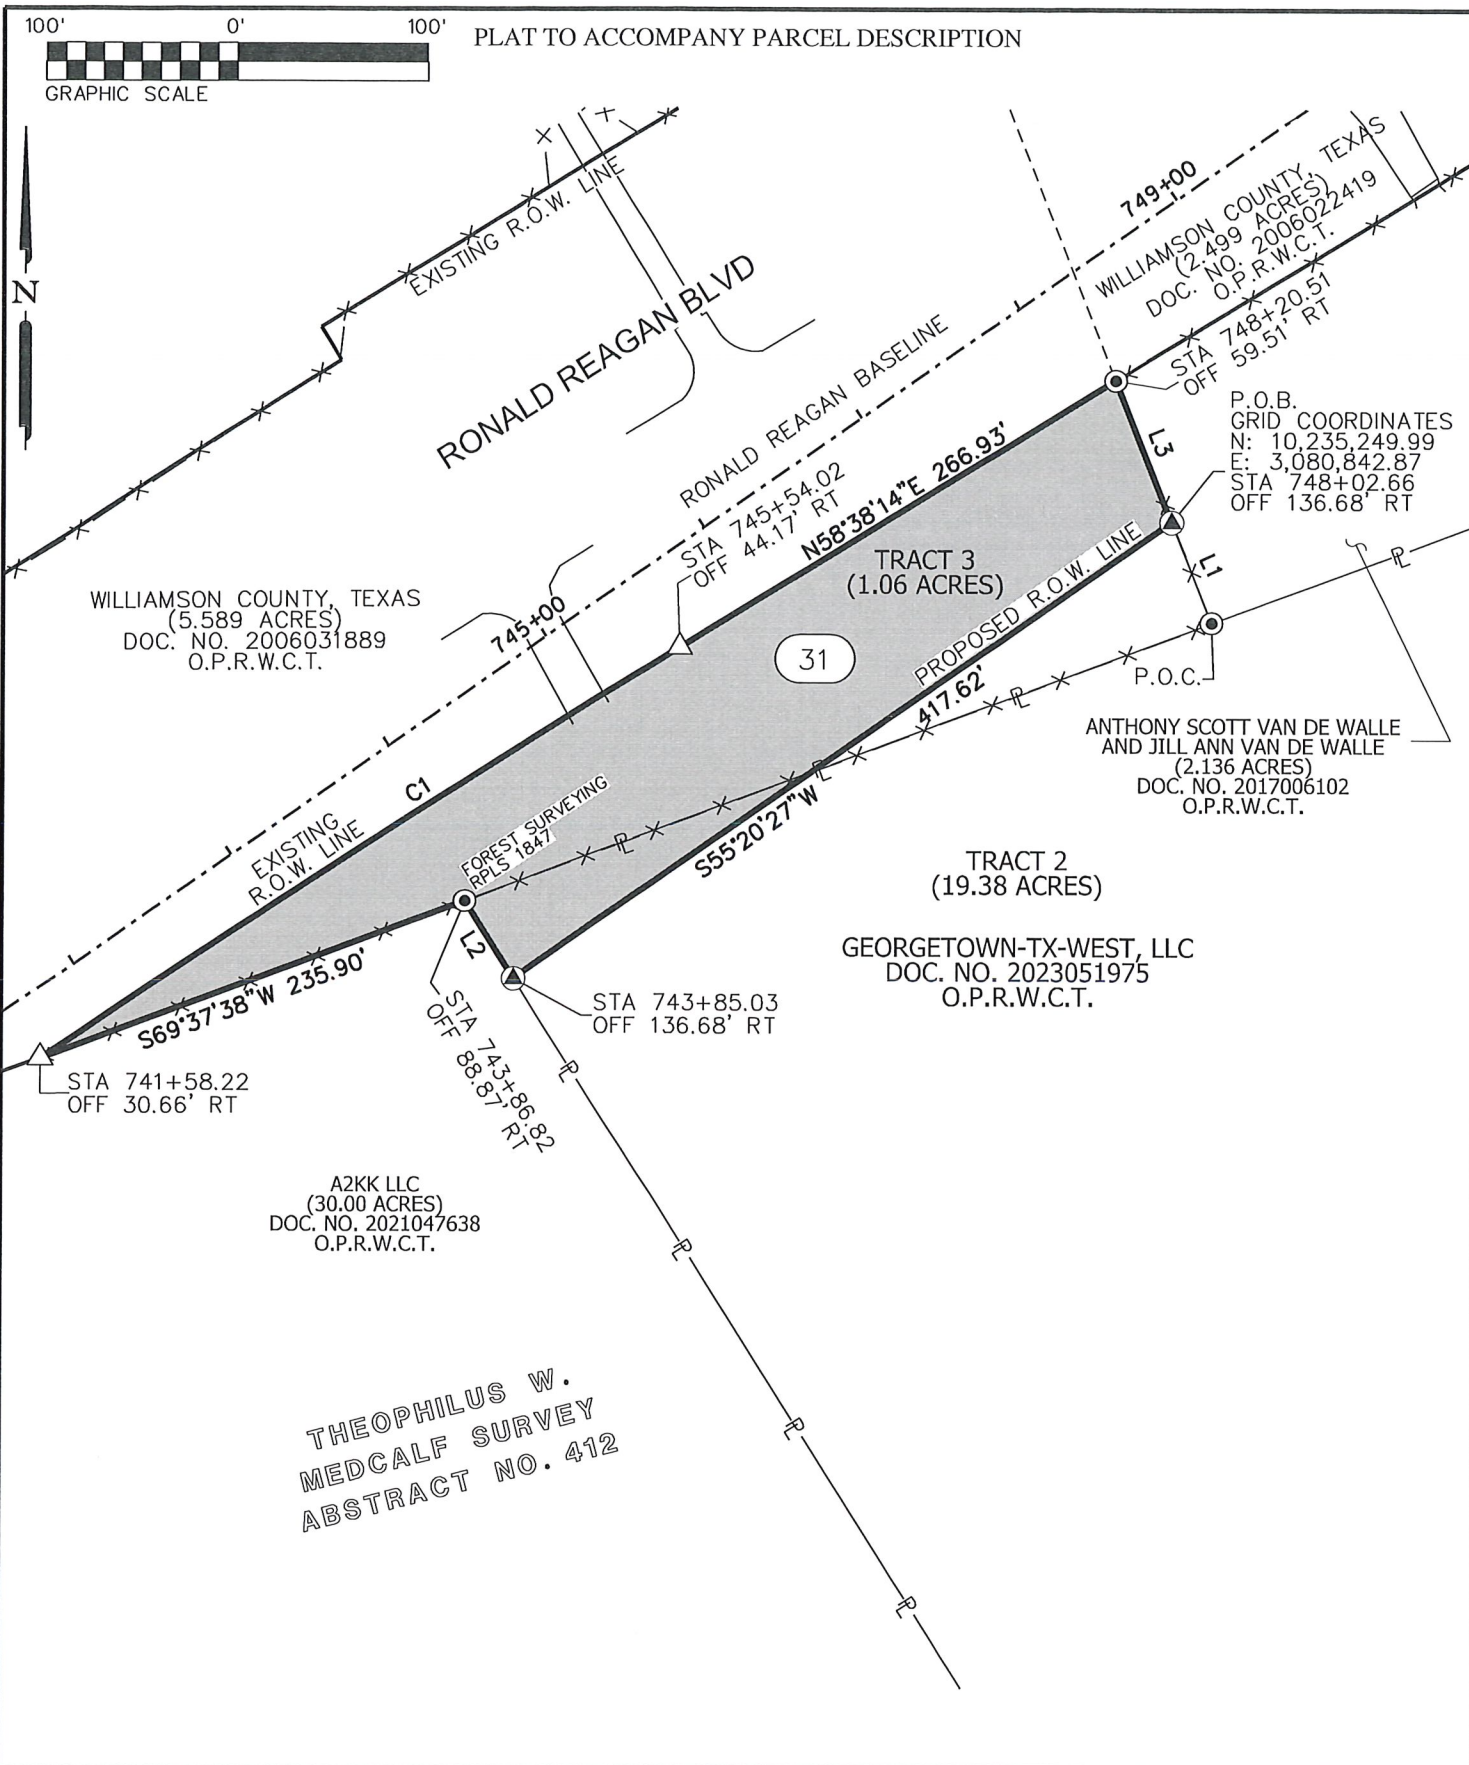 100' 0' 100'
PLAT TO ACCOMPANY PARCEL DESCRIPTION
GRAPHIC SCALE
N
EXISTING R.O.W. LINE
RONALD REAGAN BLVD
749+00
WILLIAMSON COUNTY, TEXAS
(2.499 ACRES)
DOC. NO. 2006022419
O.P.R.W.C.T.
STA 748+20.51
OFF 59.51' RT
RONALD REAGAN BASELINE
P.O.B.
GRID COORDINATES
N: 10,235,249.99
E: 3,080,842.87
STA 748+02.66
OFF 136.68' RT
L3
STA 745+54.02
OFF 44.17' RT
N58°38'14"E 266.93'
TRACT 3
(1.06 ACRES)
PROPOSED R.O.W. LINE
L1
P
L
WILLIAMSON COUNTY, TEXAS
(5.589 ACRES)
DOC. NO. 2006031889
O.P.R.W.C.T.
745+00
31
417.62'
P.O.C.
P
L
ANTHONY SCOTT VAN DE WALLE
AND JILL ANN VAN DE WALLE
(2.136 ACRES)
DOC. NO. 2017006102
O.P.R.W.C.T.
P
L
C1
EXISTING
R.O.W. LINE
FOREST SURVEYING
RPLS 1847
P
L
S55°20'27"W
TRACT 2
(19.38 ACRES)
GEORGETOWN-TX-WEST, LLC
DOC. NO. 2023051975
O.P.R.W.C.T.
L2
S69°37'38"W 235.90'
STA 743+85.03
OFF 136.68' RT
STA 743+86.82
OFF 88.87' RT
STA 741+58.22
OFF 30.66' RT
P
L
A2KK LLC
(30.00 ACRES)
DOC. NO. 2021047638
O.P.R.W.C.T.
P
L
THEOPHILUS W.
MEDCALF SURVEY
ABSTRACT NO. 412
P
L
P
L